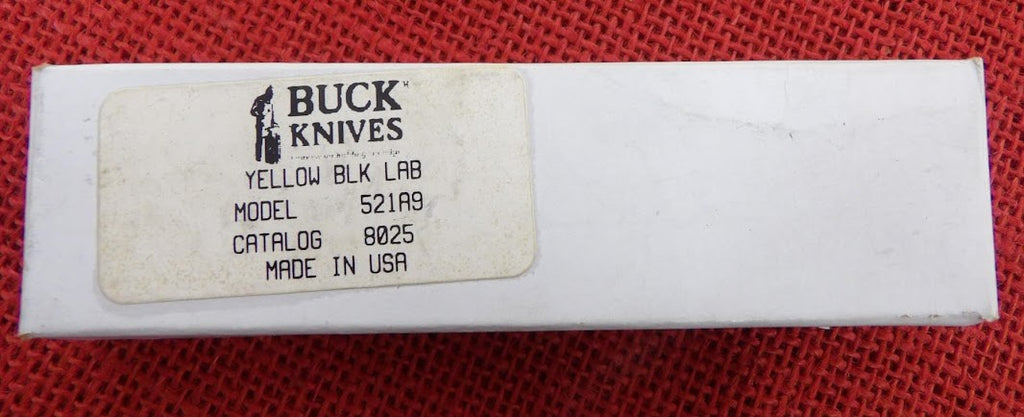 BUCK
KNIVES
YELLOW BLK LAB
MODEL 521A9
CATALOG 8025
MADE IN USA